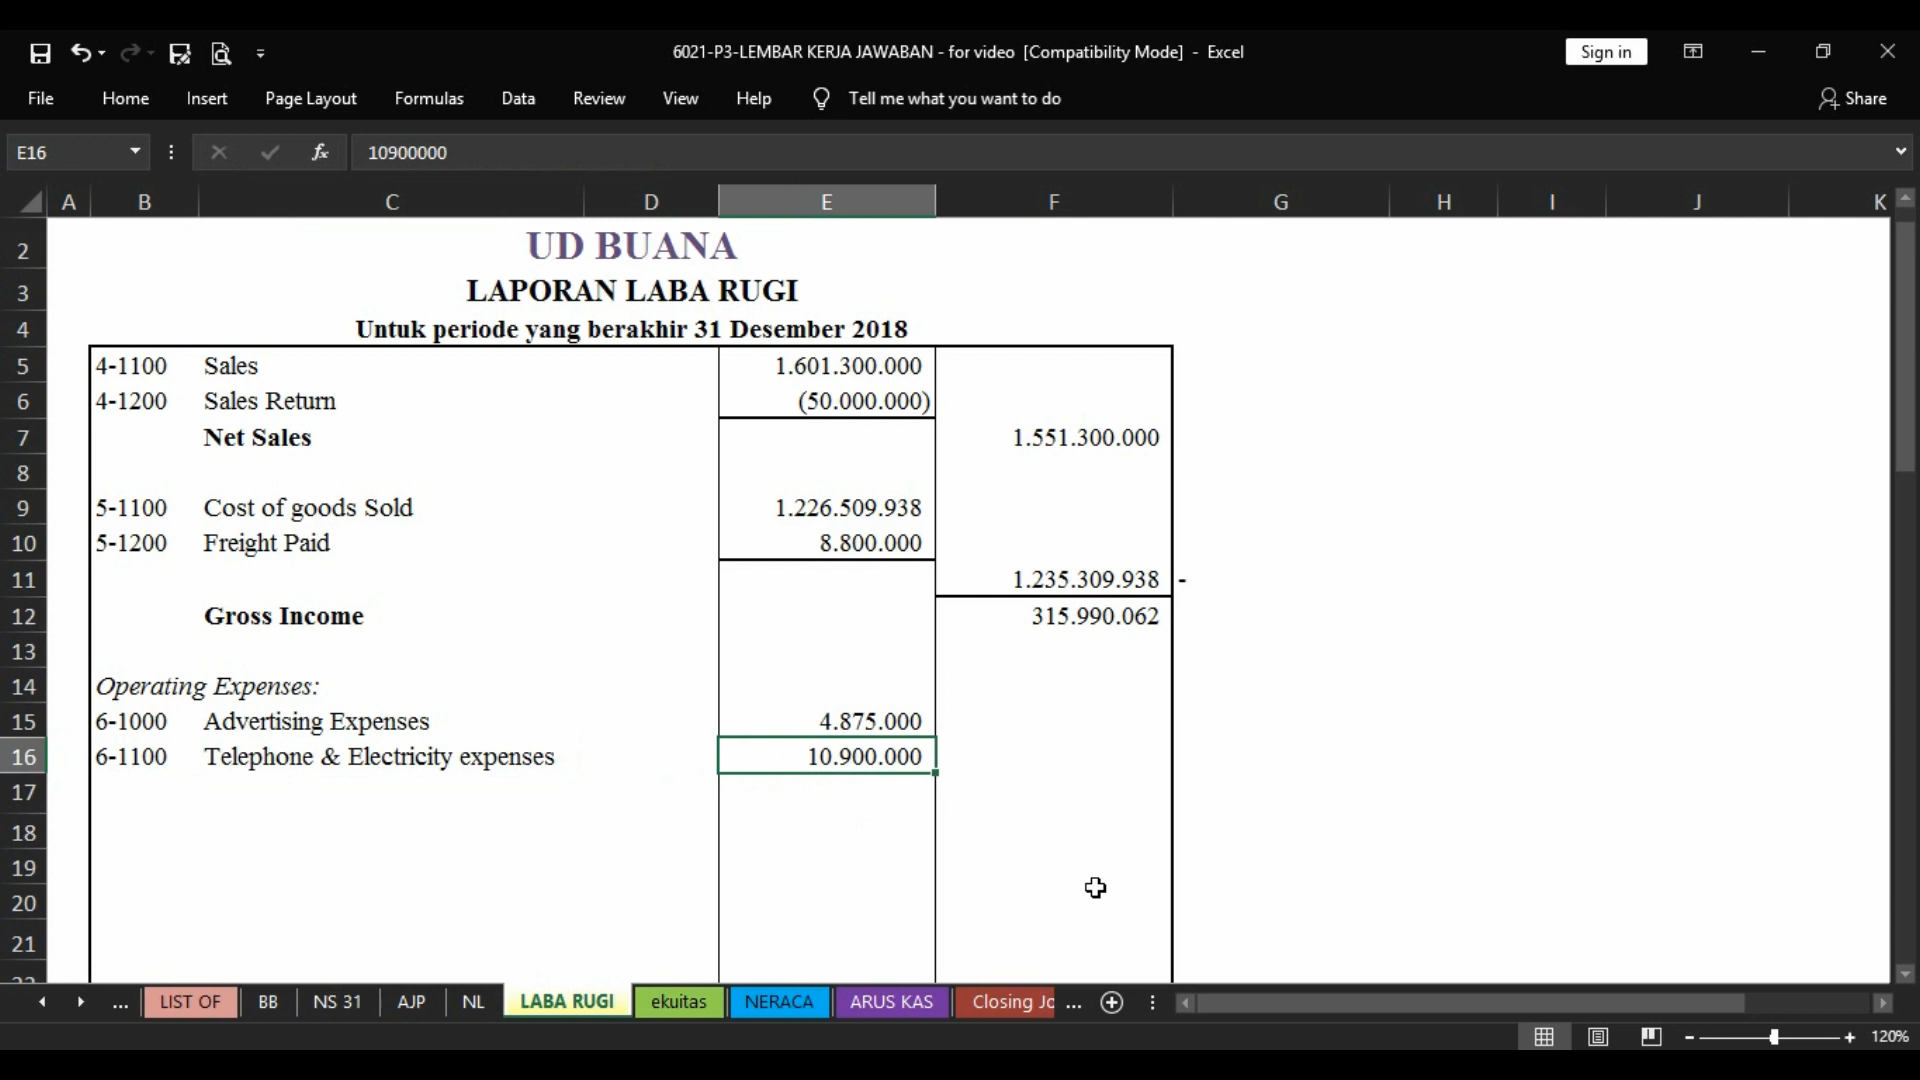 6021-P3-LEMBAR KERJA JAWABAN - for video [Compatibility Mode] - Excel
Sign in
File Home Insert Page Layout Formulas Data Review View Help Tell me what you want to do Share
E16 fx 10900000
A B C D E F G H I J K
2 UD BUANA
3 LAPORAN LABA RUGI
4 Untuk periode yang berakhir 31 Desember 2018
5 4-1100 Sales 1.601.300.000
6 4-1200 Sales Return (50.000.000)
7 Net Sales 1.551.300.000
8
9 5-1100 Cost of goods Sold 1.226.509.938
10 5-1200 Freight Paid 8.800.000
11 1.235.309.938 -
12 Gross Income 315.990.062
13
14 Operating Expenses:
15 6-1000 Advertising Expenses 4.875.000
16 6-1100 Telephone & Electricity expenses 10.900.000
17
18
19
20
21
... LIST OF BB NS 31 AJP NL LABA RUGI ekuitas NERACA ARUS KAS Closing Jo ...
- + 120%